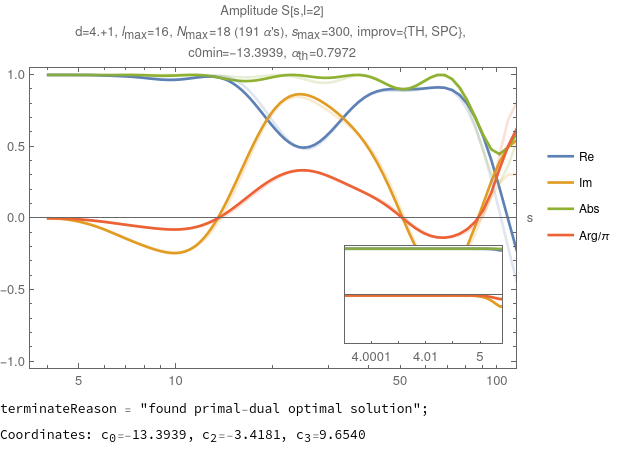 Amplitude S[s,l=2]
d=4.+1, lmax=16, Nmax=18 (191 α's), smax=300, improv={TH, SPC},
c0min=-13.3939, αth=0.7972
1.0
0.5
0.0
-0.5
-1.0
s
Re
Im
Abs
Arg/π
4.0001 4.01 5
5 10 50 100
terminateReason = "found primal-dual optimal solution";
Coordinates: c0=-13.3939, c2=-3.4181, c3=9.6540